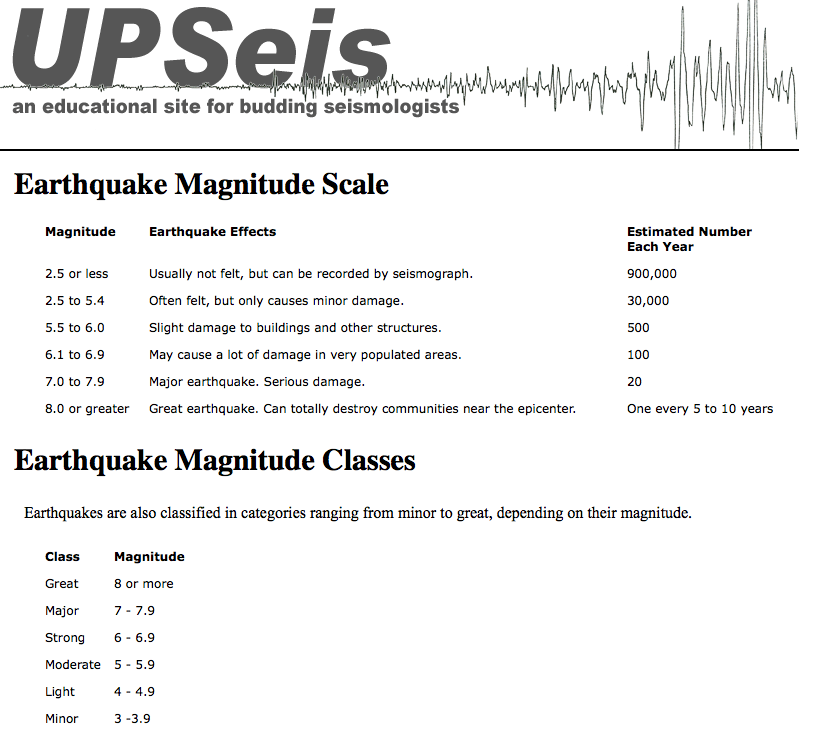 UPSeis
an educational site for budding seismologists
Earthquake Magnitude Scale
Magnitude Earthquake Effects Estimated Number
Each Year
2.5 or less Usually not felt, but can be recorded by seismograph. 900,000
2.5 to 5.4 Often felt, but only causes minor damage. 30,000
5.5 to 6.0 Slight damage to buildings and other structures. 500
6.1 to 6.9 May cause a lot of damage in very populated areas. 100
7.0 to 7.9 Major earthquake. Serious damage. 20
8.0 or greater Great earthquake. Can totally destroy communities near the epicenter. One every 5 to 10 years
Earthquake Magnitude Classes
Earthquakes are also classified in categories ranging from minor to great, depending on their magnitude.
Class Magnitude
Great 8 or more
Major 7 - 7.9
Strong 6 - 6.9
Moderate 5 - 5.9
Light 4 - 4.9
Minor 3 -3.9